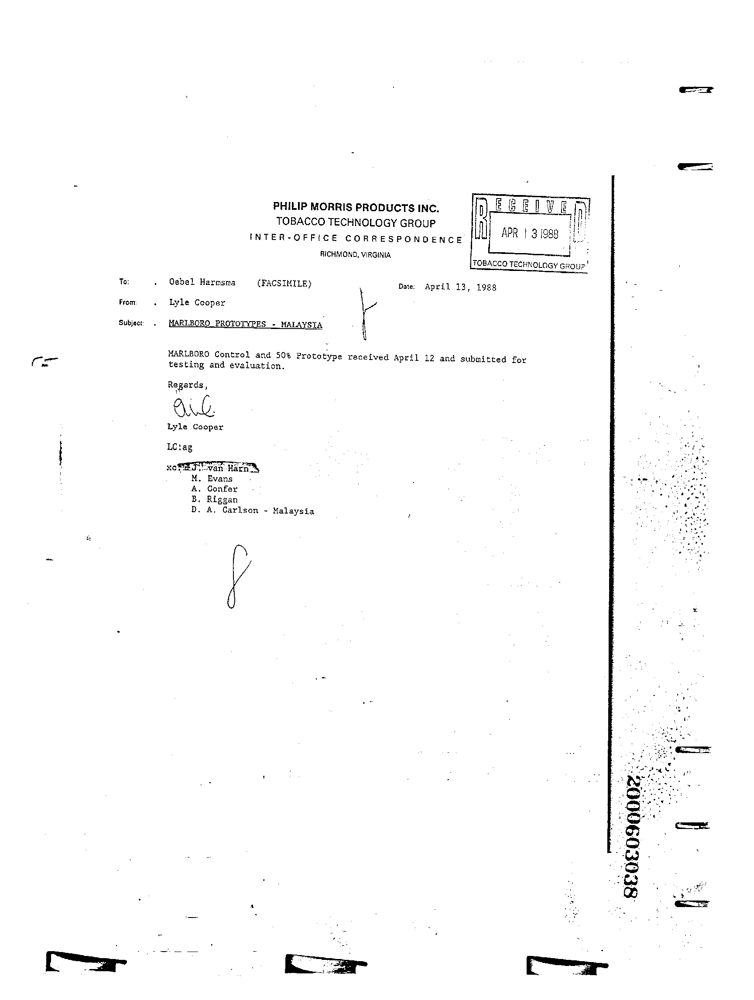 PHILIP MORRIS PRODUCTS INC.
TOBACCO TECHNOLOGY GROUP
INTER-OFFICE CORRESPONDENCE
RICHMOND, VIRGINIA
RECEIVED
APR 13 1988
TOBACCO TECHNOLOGY GROUP
To: . Oebel Harmsma (FACSIMILE) Date: April 13, 1988
From: . Lyle Cooper
Subject: . MARLBORO PROTOTYPES - MALAYSIA
MARLBORO Control and 50% Prototype received April 12 and submitted for
testing and evaluation.
Regards,
Lyle Cooper
LC:ag
xc: J. van Harn
M. Evans
A. Confer
B. Riggan
D. A. Carlson - Malaysia
2000603038